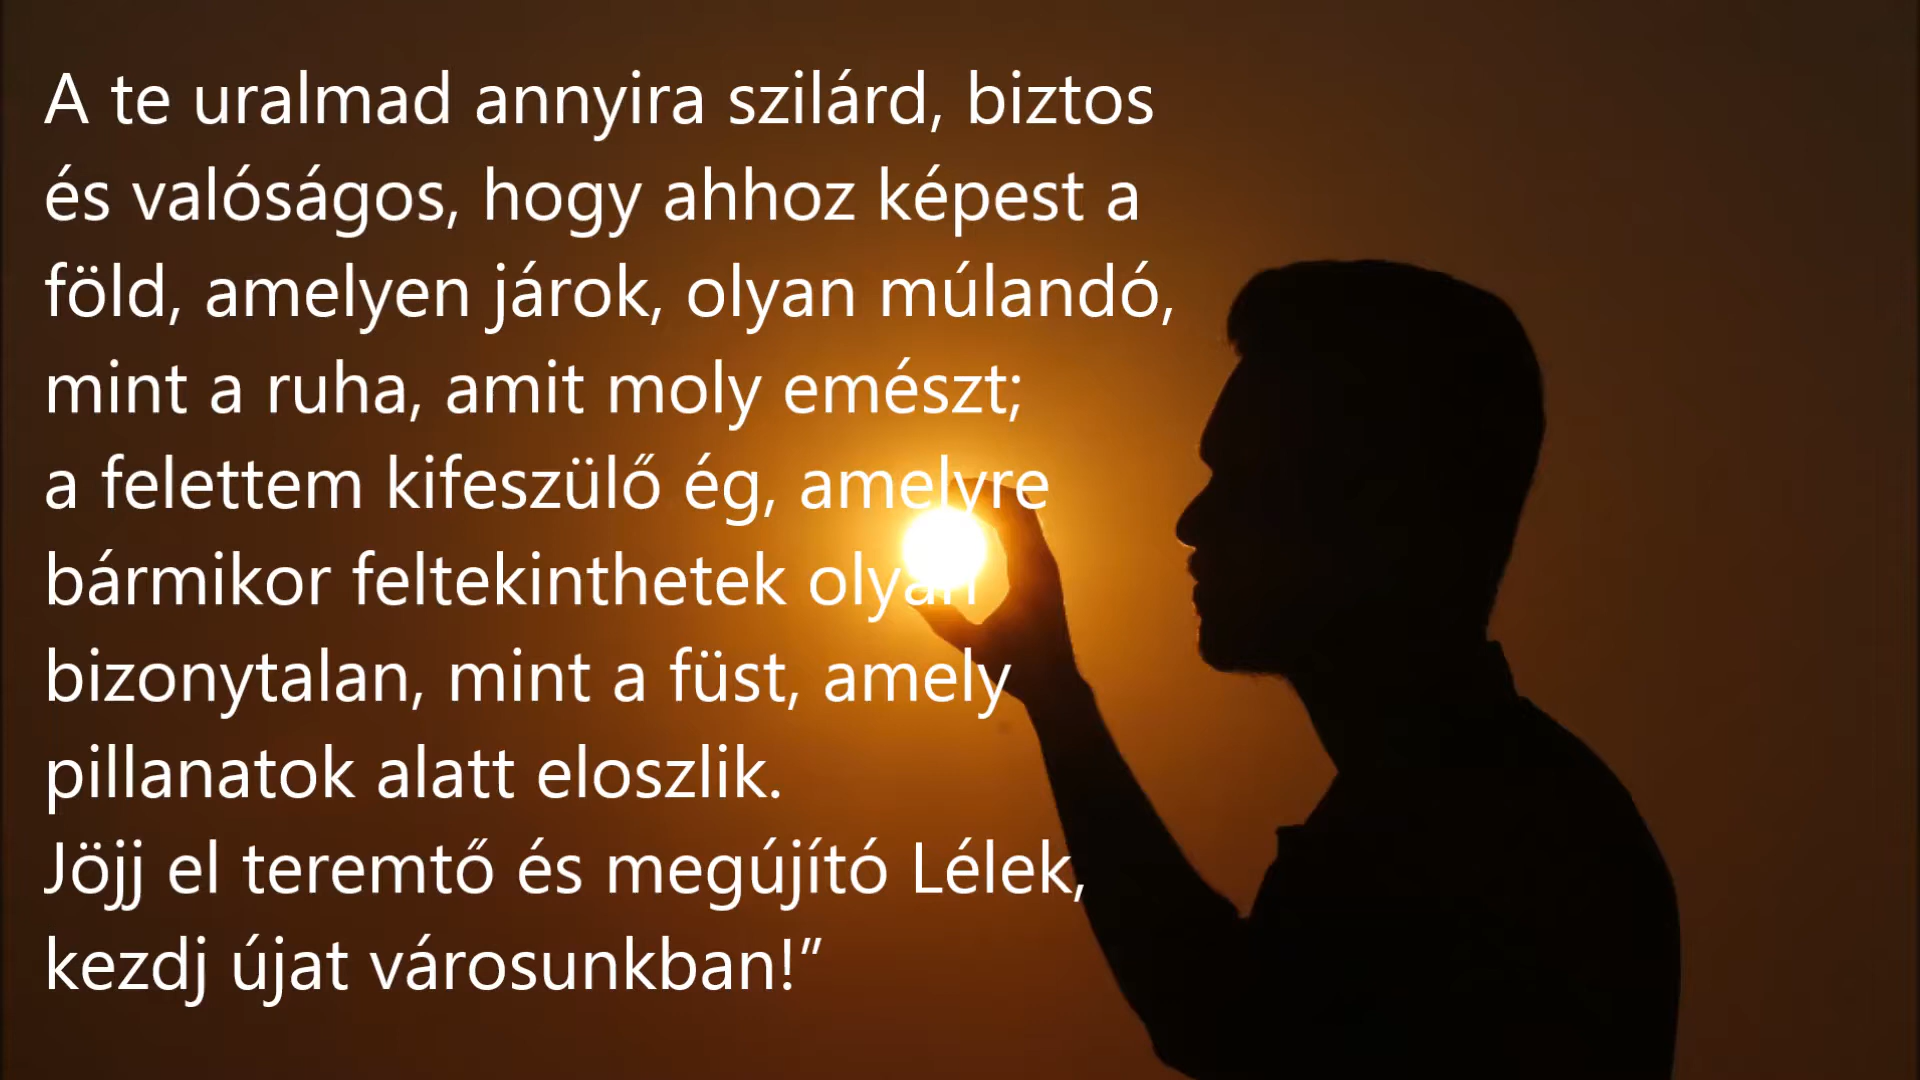 A te uralmad annyira szilárd, biztos
és valóságos, hogy ahhoz képest a
föld, amelyen járok, olyan múlandó,
mint a ruha, amit moly emészt;
a felettem kifeszülő ég, amelyre
bármikor feltekinthetek olyan
bizonytalan, mint a füst, amely
pillanatok alatt eloszlik.
Jöjj el teremtő és megújító Lélek,
kezdj újat városunkban!”